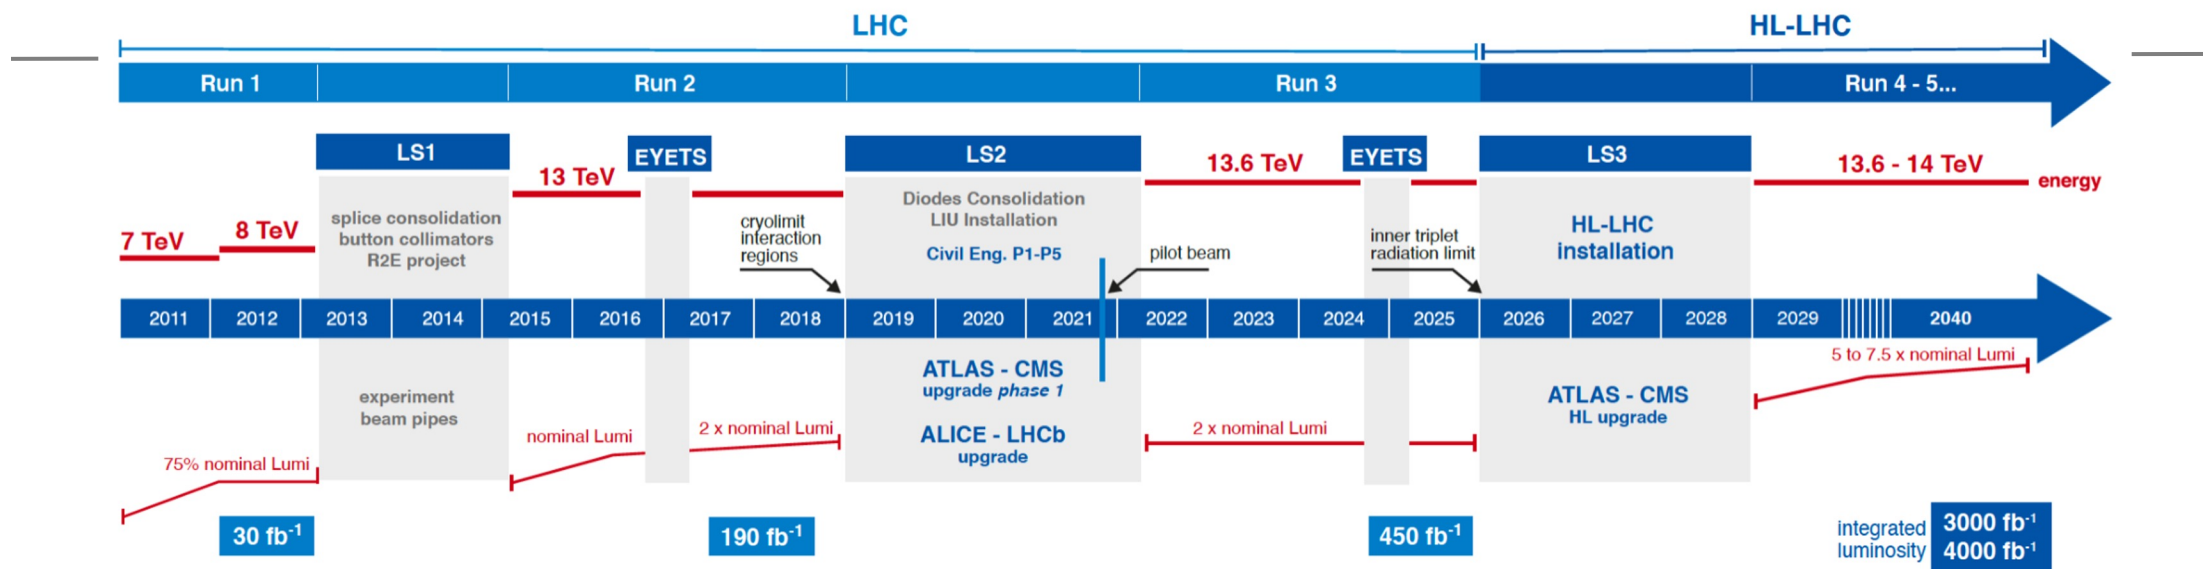 LHC
HL-LHC
Run 1
Run 2
Run 3
Run 4 - 5...
LS1
EYETS
LS2
EYETS
LS3
7 TeV
8 TeV
13 TeV
13.6 TeV
13.6 - 14 TeV
energy
splice consolidation
button collimators
R2E project
cryolimit
interaction
regions
Diodes Consolidation
LIU Installation
Civil Eng. P1-P5
pilot beam
inner triplet
radiation limit
HL-LHC
installation
2011 2012 2013 2014 2015 2016 2017 2018 2019 2020 2021 2022 2023 2024 2025 2026 2027 2028 2029 2040
experiment
beam pipes
ATLAS - CMS
upgrade phase 1
ALICE - LHCb
upgrade
ATLAS - CMS
HL upgrade
75% nominal Lumi
nominal Lumi
2 x nominal Lumi
2 x nominal Lumi
5 to 7.5 x nominal Lumi
30 fb⁻¹
190 fb⁻¹
450 fb⁻¹
integrated
luminosity
3000 fb⁻¹
4000 fb⁻¹